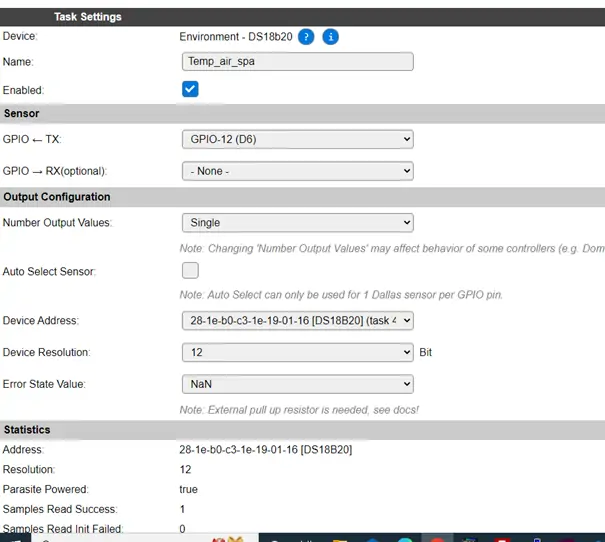 Task Settings
Device: Environment - DS18b20 ? i
Name: Temp_air_spa
Enabled:
Sensor
GPIO ← TX: GPIO-12 (D6)
GPIO → RX(optional): - None -
Output Configuration
Number Output Values: Single
Note: Changing 'Number Output Values' may affect behavior of some controllers (e.g. Dom
Auto Select Sensor:
Note: Auto Select can only be used for 1 Dallas sensor per GPIO pin.
Device Address: 28-1e-b0-c3-1e-19-01-16 [DS18B20] (task 4
Device Resolution: 12 Bit
Error State Value: NaN
Note: External pull up resistor is needed, see docs!
Statistics
Address: 28-1e-b0-c3-1e-19-01-16 [DS18B20]
Resolution: 12
Parasite Powered: true
Samples Read Success: 1
Samples Read Init Failed: 0